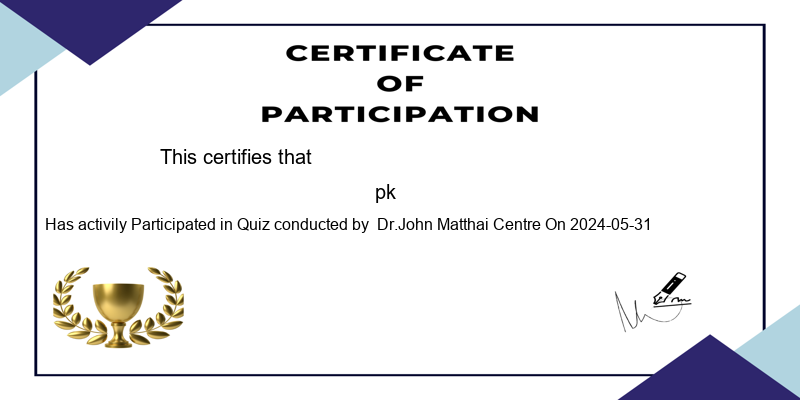 CERTIFICATE
OF
PARTICIPATION
This certifies that
pk
Has activily Participated in Quiz conducted by Dr.John Matthai Centre On 2024-05-31